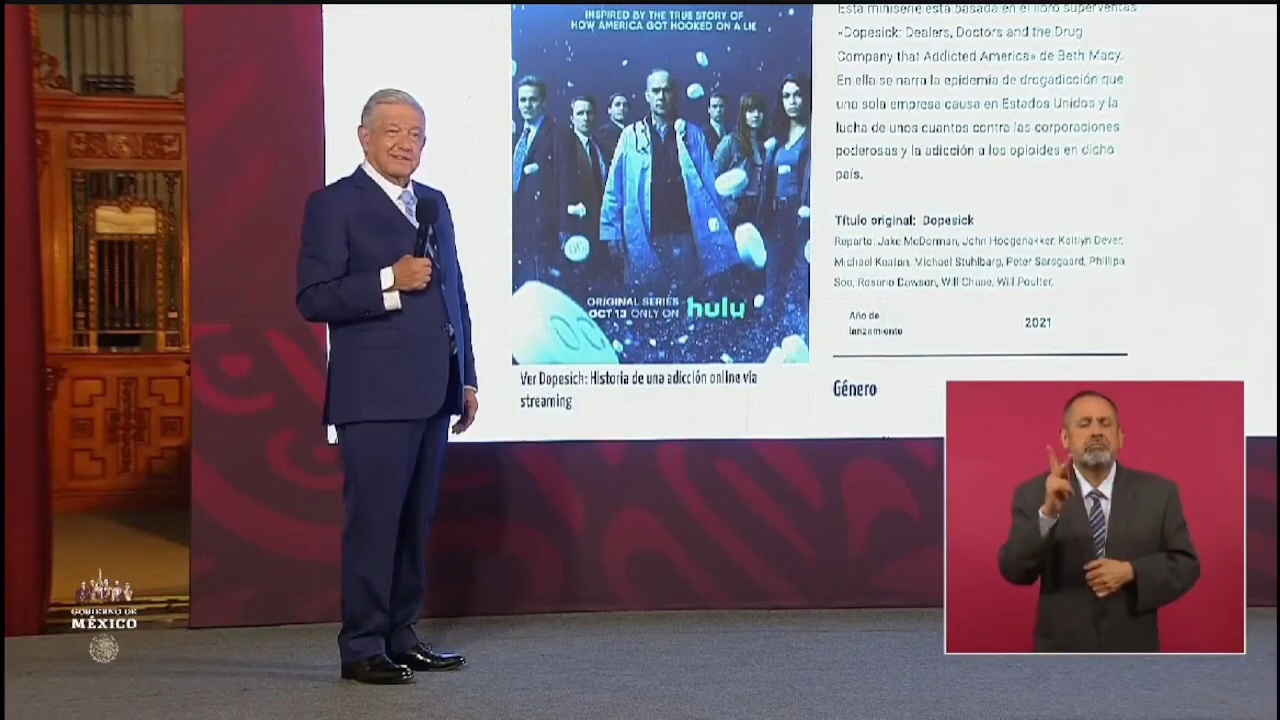 INSPIRED BY THE TRUE STORY OF
HOW AMERICA GOT HOOKED ON A LIE
ORIGINAL SERIES
OCT 13 ONLY ON hulu
Ver Dopesich: Historia de una adicción online vía
streaming
Esta miniserie está basada en el libro superventas
«Dopesick: Dealers, Doctors and the Drug
Company that Addicted America» de Beth Macy.
En ella se narra la epidemia de drogadicción que
una sola empresa causa en Estados Unidos y la
lucha de unos cuantos contra las corporaciones
poderosas y la adicción a los opioides en dicho
país.
Título original: Dopesick
Reparto: Jake McDorman, John Hoogenakker, Kaitlyn Dever,
Michael Keaton, Michael Stuhlbarg, Peter Sarsgaard, Phillipa
Soo, Rosario Dawson, Will Chase, Will Poulter,
Año de
lanzamiento
2021
Género
GOBIERNO DE
MÉXICO